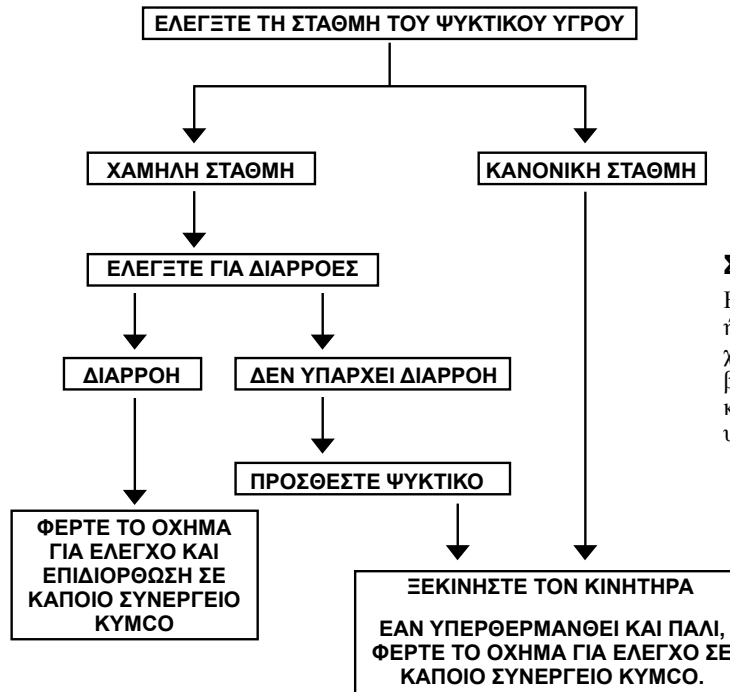 ΕΛΕΓΞΤΕ ΤΗ ΣΤΑΘΜΗ ΤΟΥ ΨΥΚΤΙΚΟΥ ΥΓΡΟΥ
ΧΑΜΗΛΗ ΣΤΑΘΜΗ
ΚΑΝΟΝΙΚΗ ΣΤΑΘΜΗ
ΕΛΕΓΞΤΕ ΓΙΑ ΔΙΑΡΡΟΕΣ
ΔΙΑΡΡΟΗ
ΔΕΝ ΥΠΑΡΧΕΙ ΔΙΑΡΡΟΗ
ΠΡΟΣΘΕΣΤΕ ΨΥΚΤΙΚΟ
ΦΕΡΤΕ ΤΟ ΟΧΗΜΑ
ΓΙΑ ΕΛΕΓΧΟ ΚΑΙ
ΕΠΙΔΙΟΡΘΩΣΗ ΣΕ
ΚΑΠΟΙΟ ΣΥΝΕΡΓΕΙΟ
KYMCO
ΞΕΚΙΝΗΣΤΕ ΤΟΝ ΚΙΝΗΤΗΡΑ
ΕΑΝ ΥΠΕΡΘΕΡΜΑΝΘΕΙ ΚΑΙ ΠΑΛΙ,
ΦΕΡΤΕ ΤΟ ΟΧΗΜΑ ΓΙΑ ΕΛΕΓΧΟ ΣΕ
ΚΑΠΟΙΟ ΣΥΝΕΡΓΕΙΟ KYMCO.